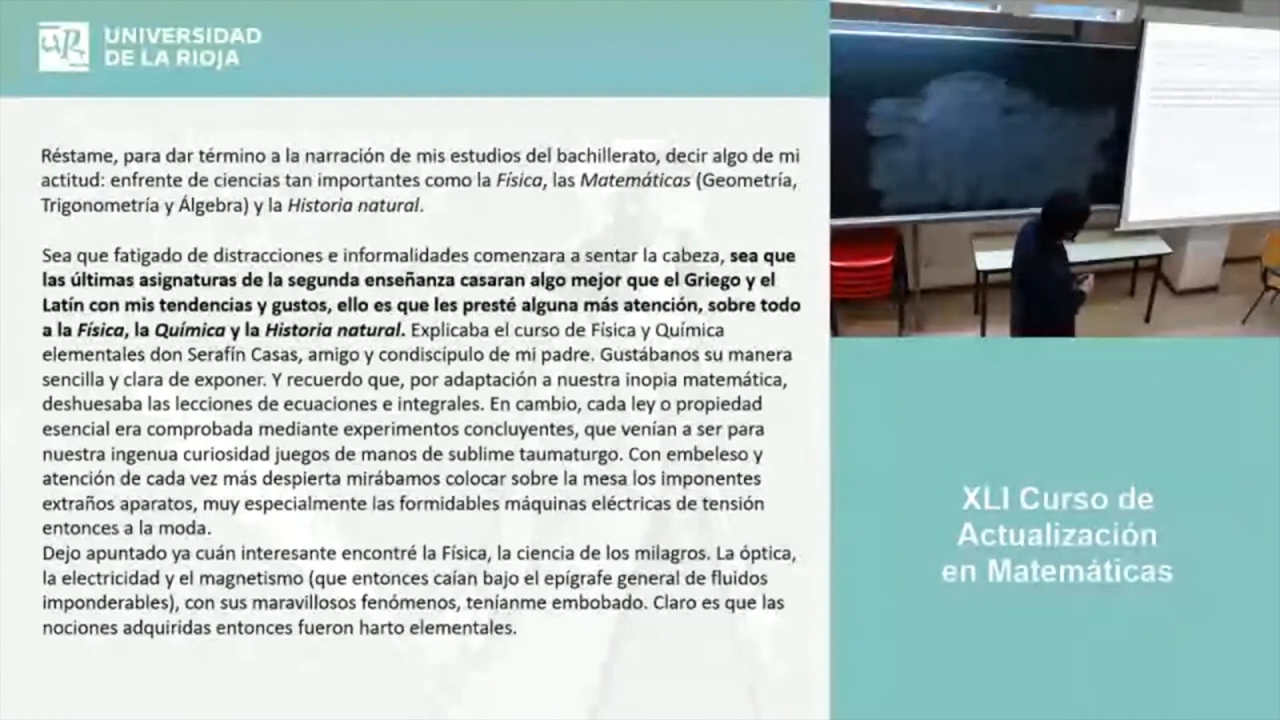 UNIVERSIDAD
DE LA RIOJA
Réstame, para dar término a la narración de mis estudios del bachillerato, decir algo de mi
actitud: enfrente de ciencias tan importantes como la Física, las Matemáticas (Geometría,
Trigonometría y Álgebra) y la Historia natural.
Sea que fatigado de distracciones e informalidades comenzara a sentar la cabeza, sea que
las últimas asignaturas de la segunda enseñanza casaran algo mejor que el Griego y el
Latín con mis tendencias y gustos, ello es que les presté alguna más atención, sobre todo
a la Física, la Química y la Historia natural. Explicaba el curso de Física y Química
elementales don Serafín Casas, amigo y condiscípulo de mi padre. Gustábanos su manera
sencilla y clara de exponer. Y recuerdo que, por adaptación a nuestra inopia matemática,
deshuesaba las lecciones de ecuaciones e integrales. En cambio, cada ley o propiedad
esencial era comprobada mediante experimentos concluyentes, que venían a ser para
nuestra ingenua curiosidad juegos de manos de sublime taumaturgo. Con embeleso y
atención de cada vez más despierta mirábamos colocar sobre la mesa los imponentes
extraños aparatos, muy especialmente las formidables máquinas eléctricas de tensión
entonces a la moda.
Dejo apuntado ya cuán interesante encontré la Física, la ciencia de los milagros. La óptica,
la electricidad y el magnetismo (que entonces caían bajo el epígrafe general de fluidos
imponderables), con sus maravillosos fenómenos, teníanme embobado. Claro es que las
nociones adquiridas entonces fueron harto elementales.
XLI Curso de
Actualización
en Matemáticas